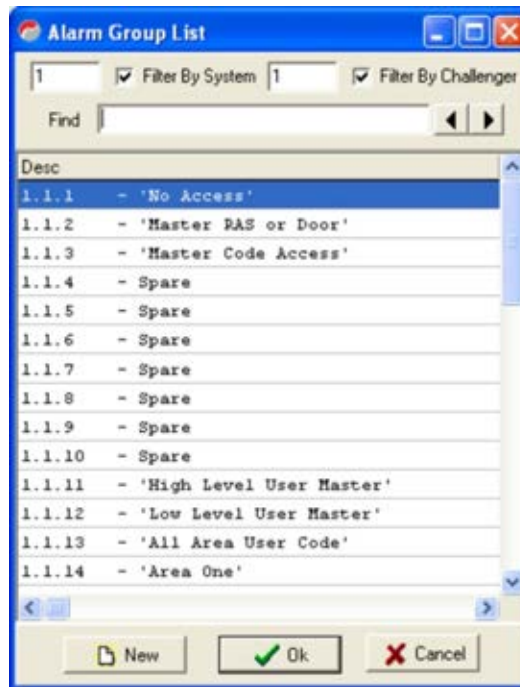 Alarm Group List
1 Filter By System 1 Filter By Challenger
Find
Desc
1.1.1 - 'No Access'
1.1.2 - 'Master RAS or Door'
1.1.3 - 'Master Code Access'
1.1.4 - Spare
1.1.5 - Spare
1.1.6 - Spare
1.1.7 - Spare
1.1.8 - Spare
1.1.9 - Spare
1.1.10 - Spare
1.1.11 - 'High Level User Master'
1.1.12 - 'Low Level User Master'
1.1.13 - 'All Area User Code'
1.1.14 - 'Area One'
New Ok Cancel